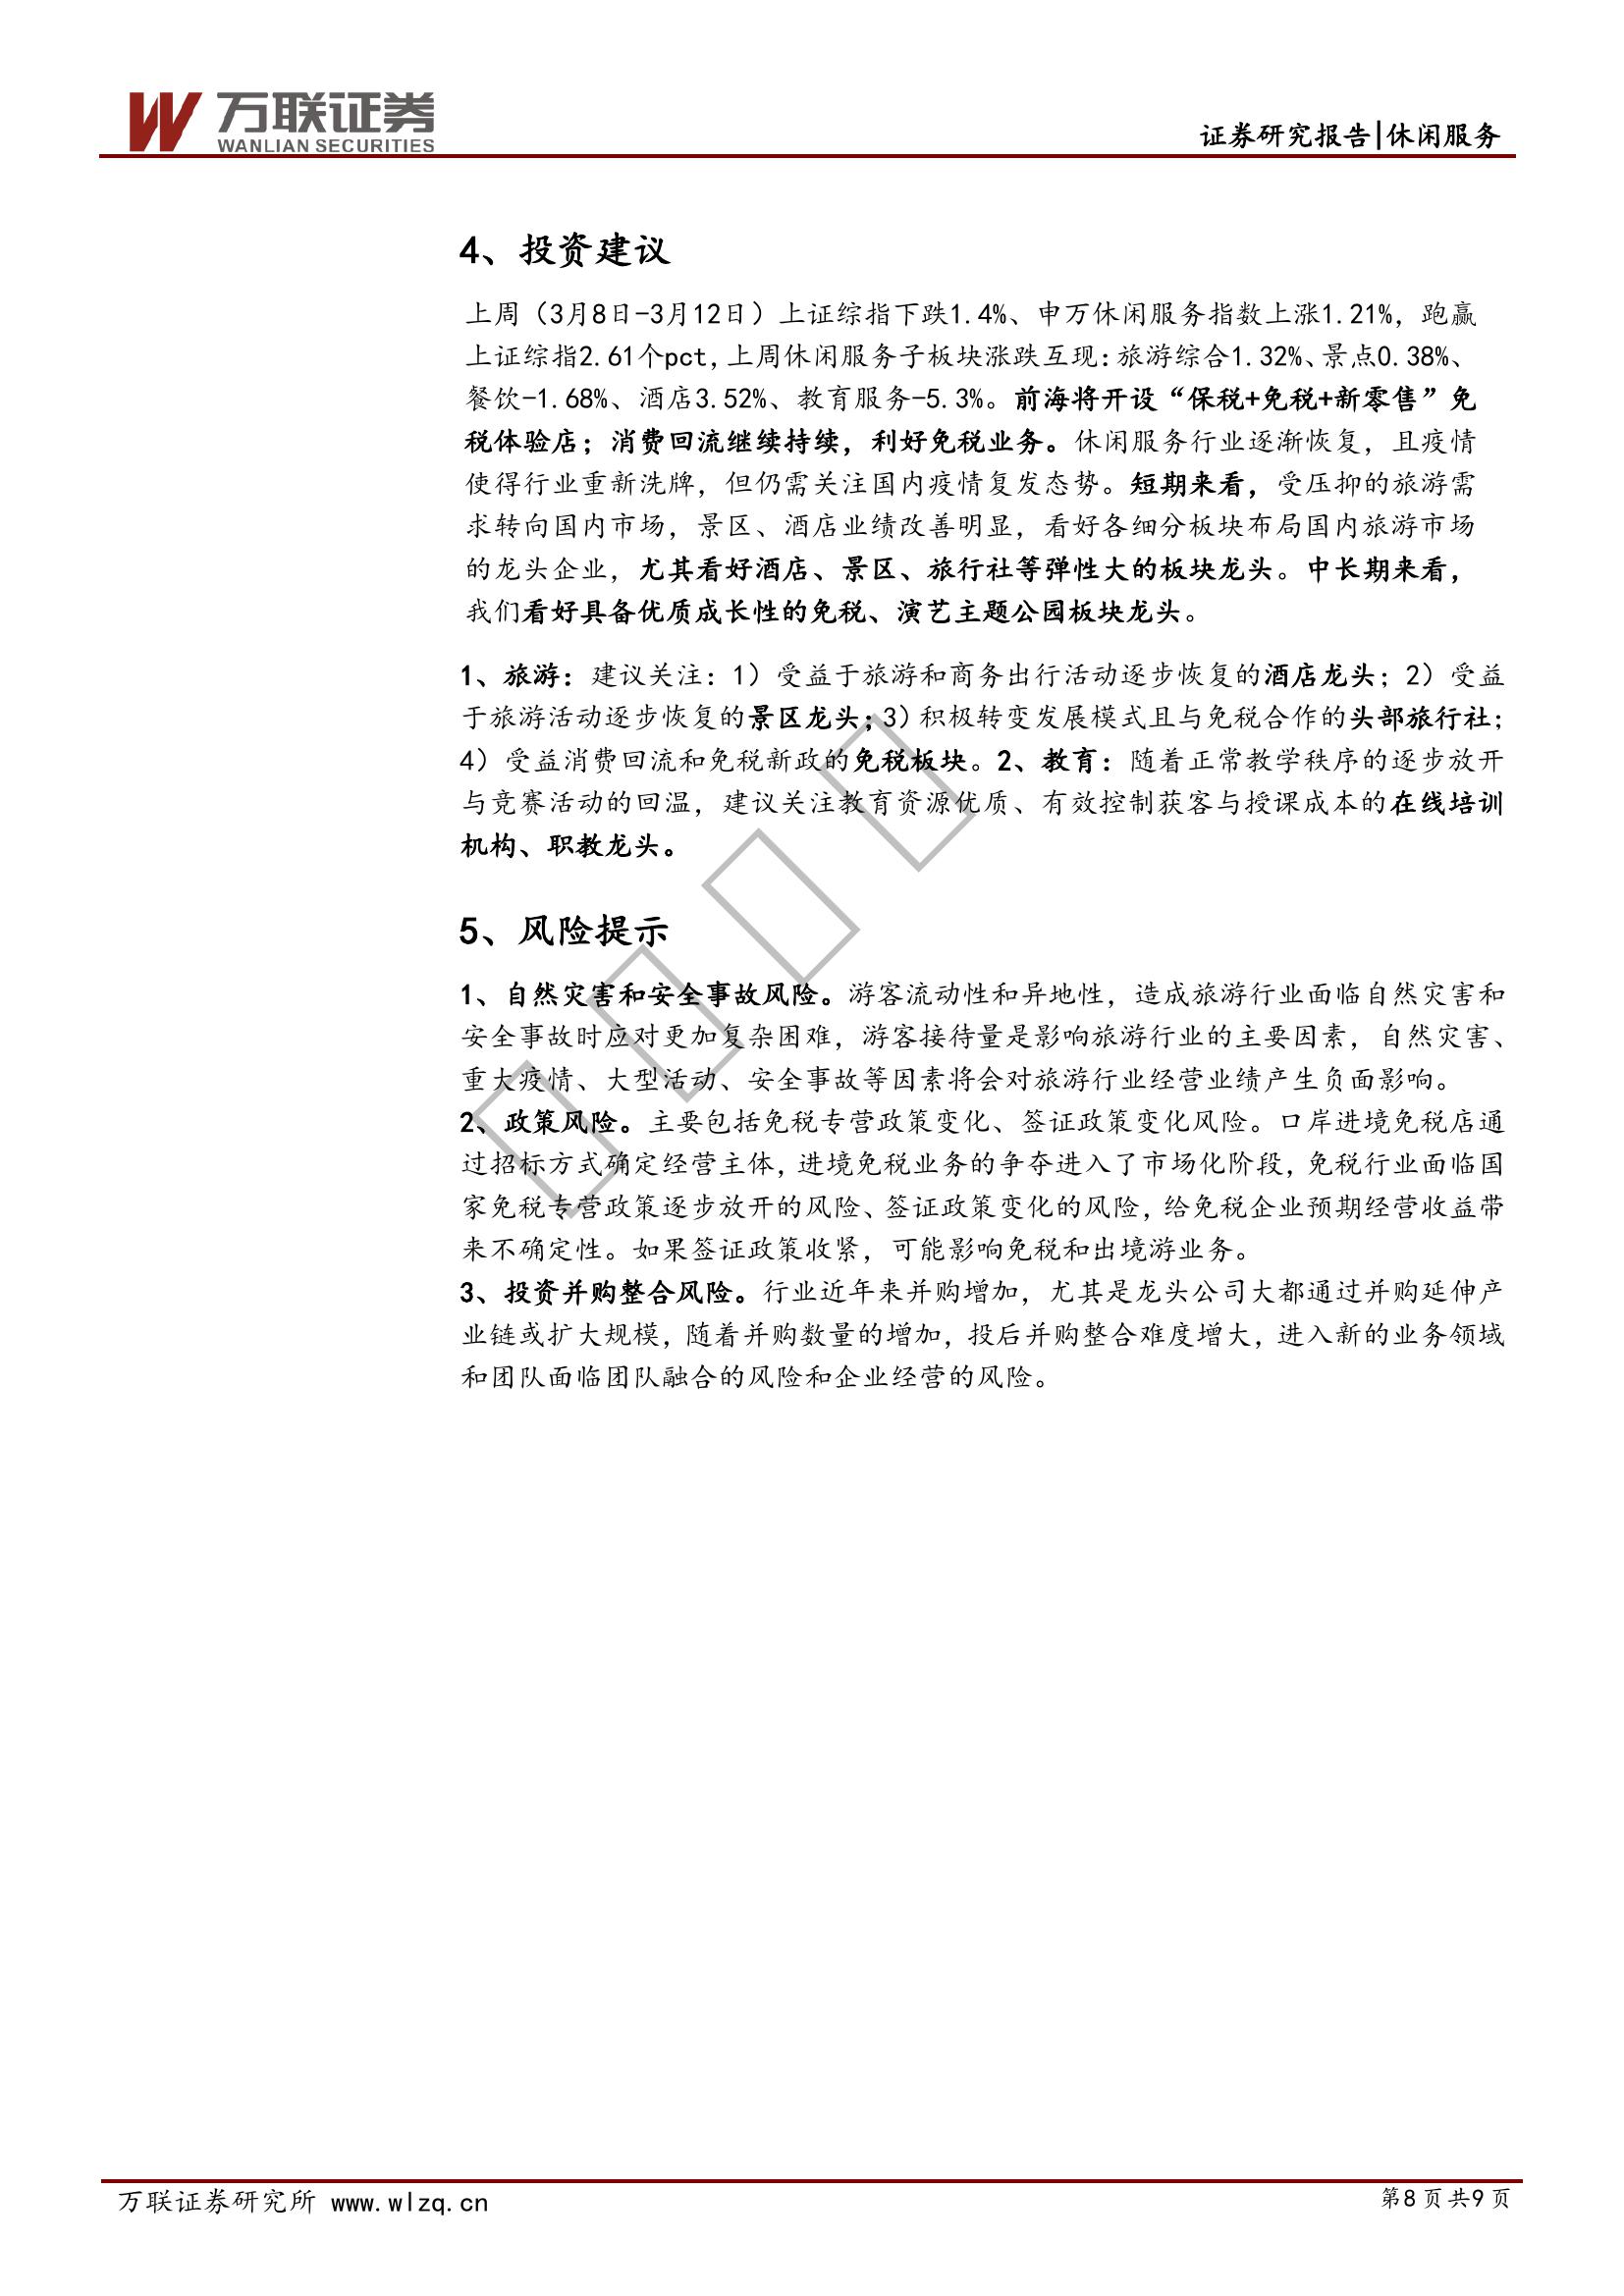 万联证券
WANLIAN SECURITIES
证券研究报告|休闲服务
4、投资建议
上周（3月8日-3月12日）上证综指下跌1.4%、申万休闲服务指数上涨1.21%，跑赢
上证综指2.61个pct,上周休闲服务子板块涨跌互现：旅游综合1.32%、景点0.38%、
餐饮-1.68%、酒店3.52%、教育服务-5.3%。前海将开设“保税+免税+新零售”免
税体验店；消费回流继续持续，利好免税业务。休闲服务行业逐渐恢复，且疫情
使得行业重新洗牌，但仍需关注国内疫情复发态势。短期来看，受压抑的旅游需
求转向国内市场，景区、酒店业绩改善明显，看好各细分板块布局国内旅游市场
的龙头企业，尤其看好酒店、景区、旅行社等弹性大的板块龙头。中长期来看，
我们看好具备优质成长性的免税、演艺主题公园板块龙头。
1、旅游：建议关注：1）受益于旅游和商务出行活动逐步恢复的酒店龙头；2）受益
于旅游活动逐步恢复的景区龙头；3）积极转变发展模式且与免税合作的头部旅行社；
4）受益消费回流和免税新政的免税板块。2、教育：随着正常教学秩序的逐步放开
与竞赛活动的回温，建议关注教育资源优质、有效控制获客与授课成本的在线培训
机构、职教龙头。
5、风险提示
1、自然灾害和安全事故风险。游客流动性和异地性，造成旅游行业面临自然灾害和
安全事故时应对更加复杂困难，游客接待量是影响旅游行业的主要因素，自然灾害、
重大疫情、大型活动、安全事故等因素将会对旅游行业经营业绩产生负面影响。
2、政策风险。主要包括免税专营政策变化、签证政策变化风险。口岸进境免税店通
过招标方式确定经营主体，进境免税业务的争夺进入了市场化阶段，免税行业面临国
家免税专营政策逐步放开的风险、签证政策变化的风险，给免税企业预期经营收益带
来不确定性。如果签证政策收紧，可能影响免税和出境游业务。
3、投资并购整合风险。行业近年来并购增加，尤其是龙头公司大都通过并购延伸产
业链或扩大规模，随着并购数量的增加，投后并购整合难度增大，进入新的业务领域
和团队面临团队融合的风险和企业经营的风险。
万联证券研究所 www.wlzq.cn
第8页共9页